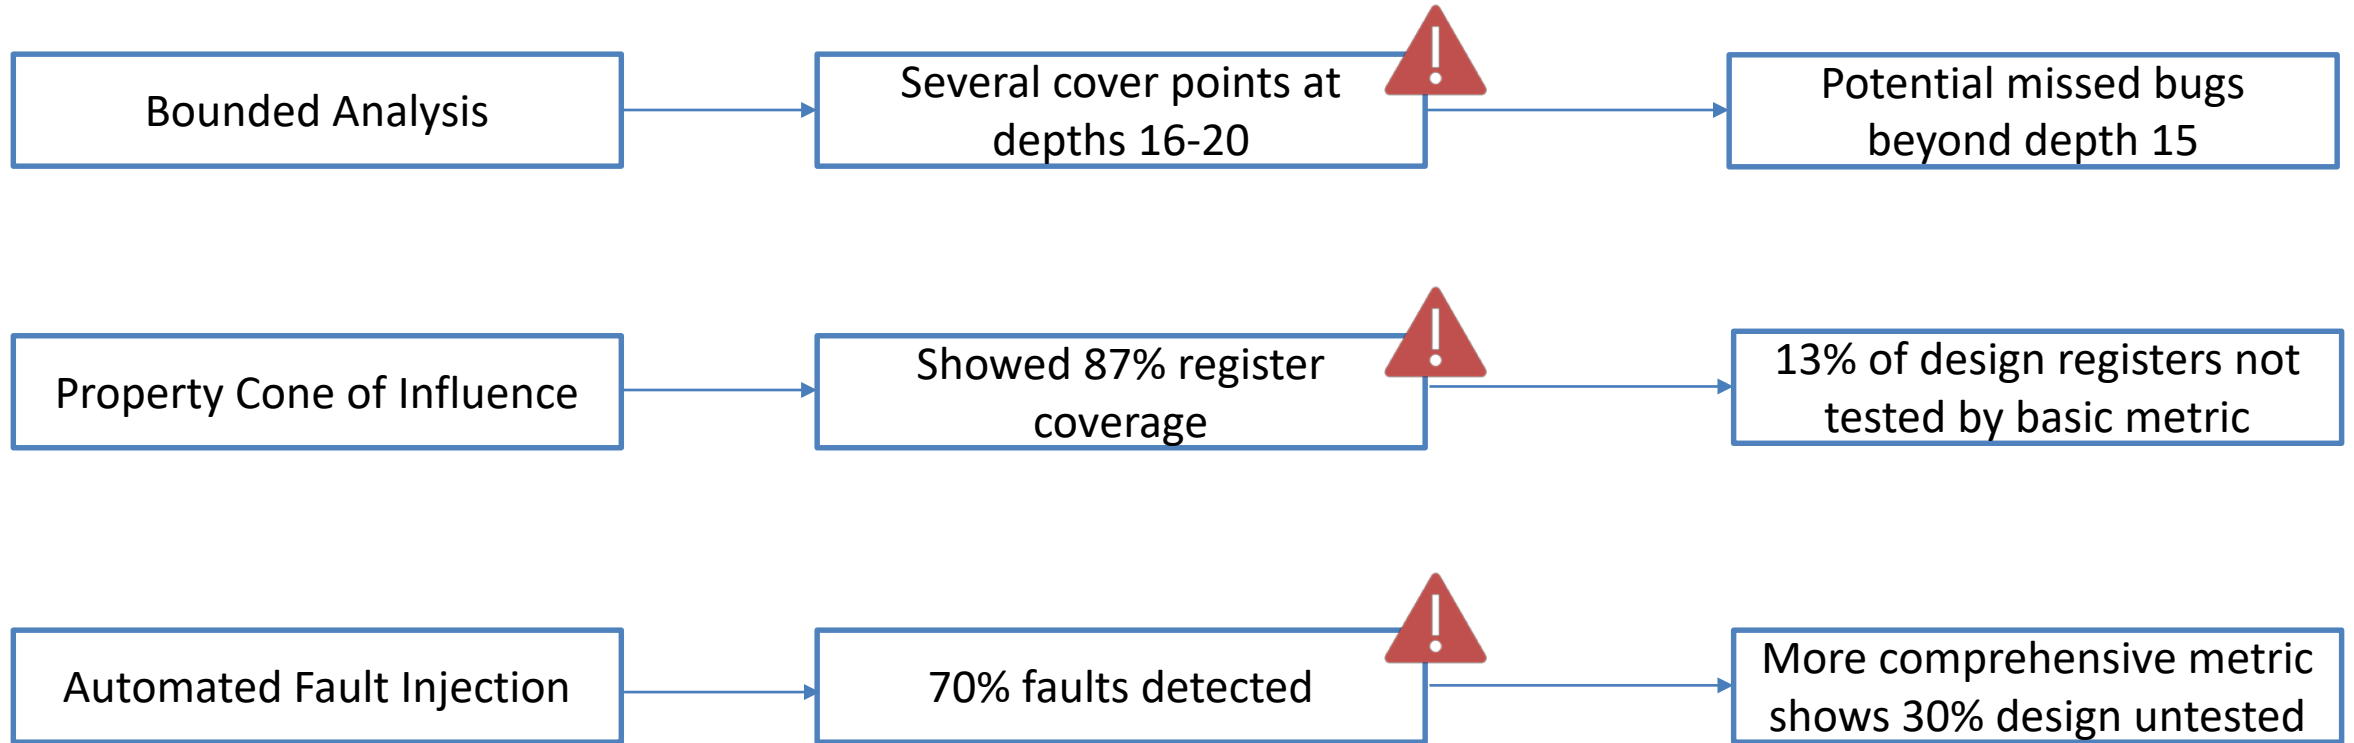 Bounded Analysis
Several cover points at
depths 16-20
Potential missed bugs
beyond depth 15
Property Cone of Influence
Showed 87% register
coverage
13% of design registers not
tested by basic metric
Automated Fault Injection
70% faults detected
More comprehensive metric
shows 30% design untested